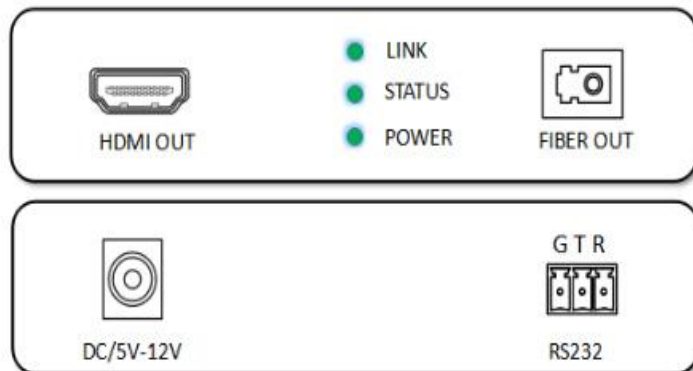 LINK
STATUS
HDMI OUT
POWER
FIBER OUT
G T R
DC/5V-12V
RS232